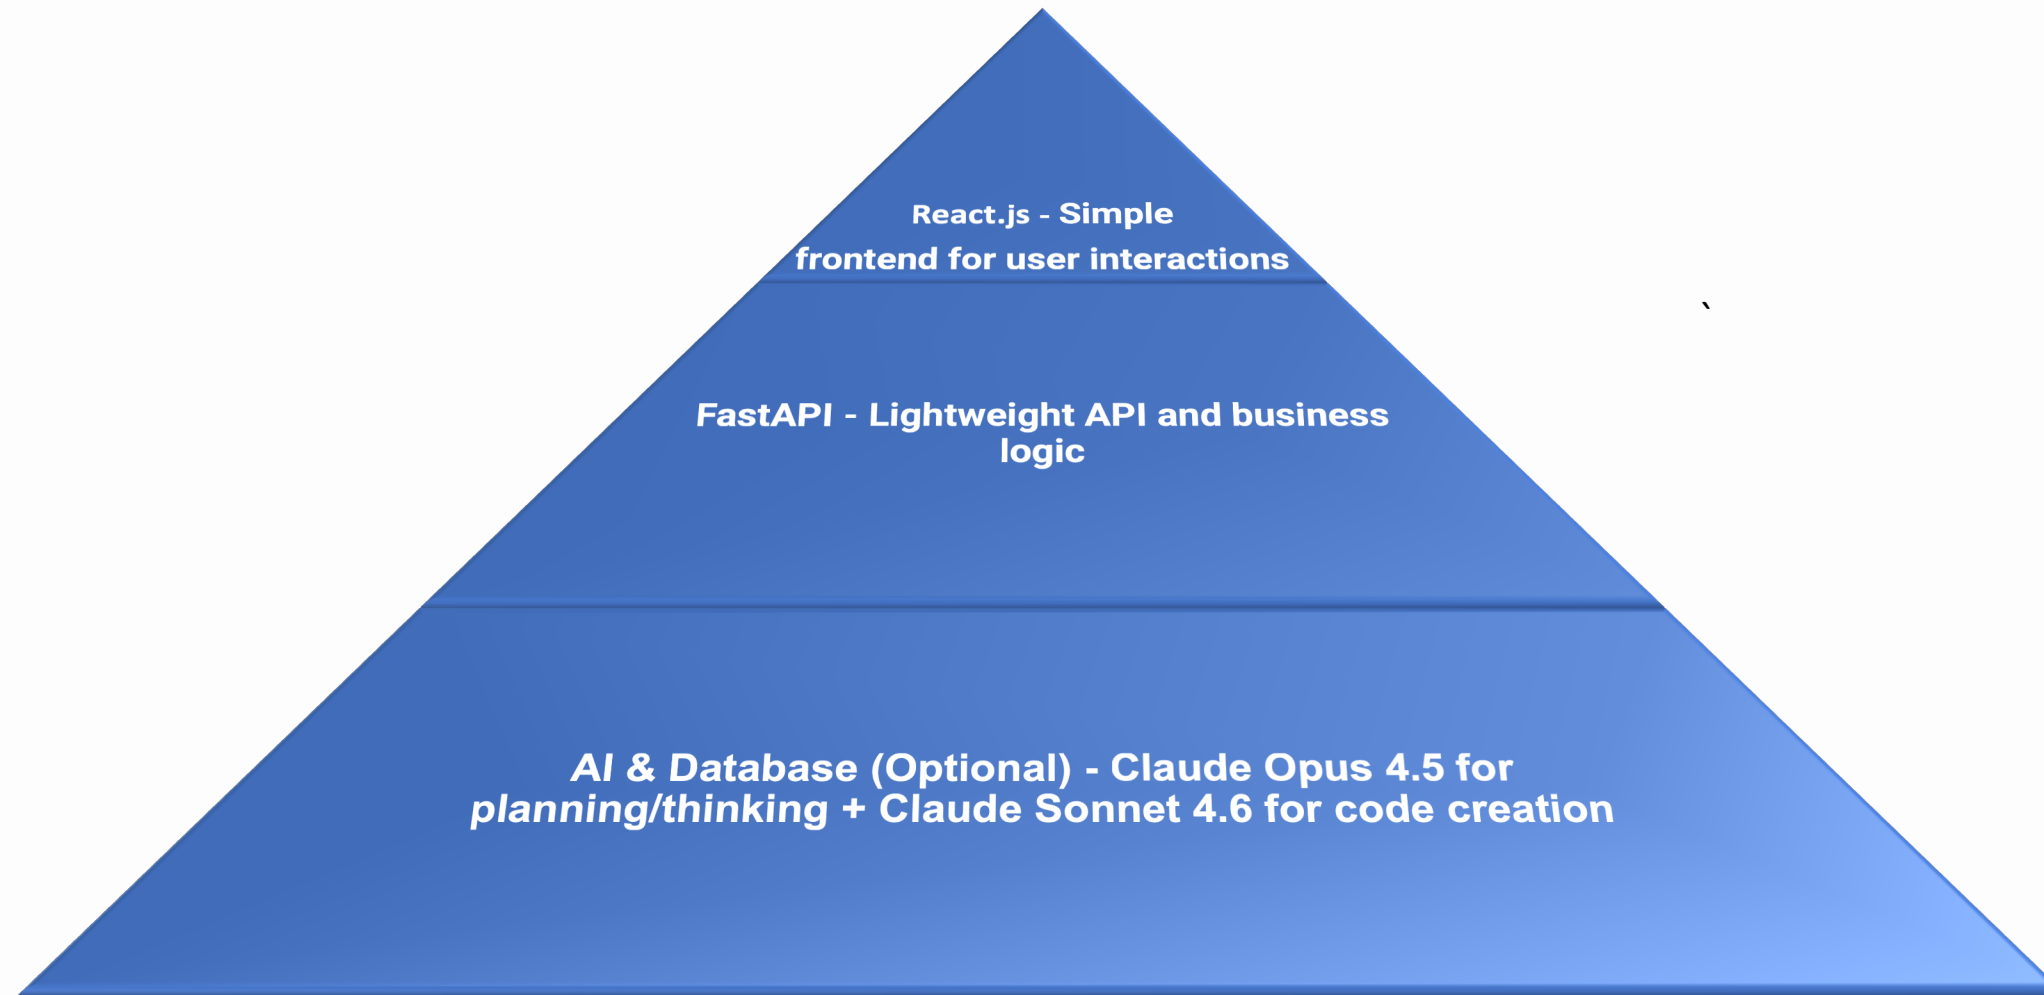 React.js - Simple
frontend for user interactions
`
FastAPI - Lightweight API and business
logic
AI & Database (Optional) - Claude Opus 4.5 for
planning/thinking + Claude Sonnet 4.6 for code creation